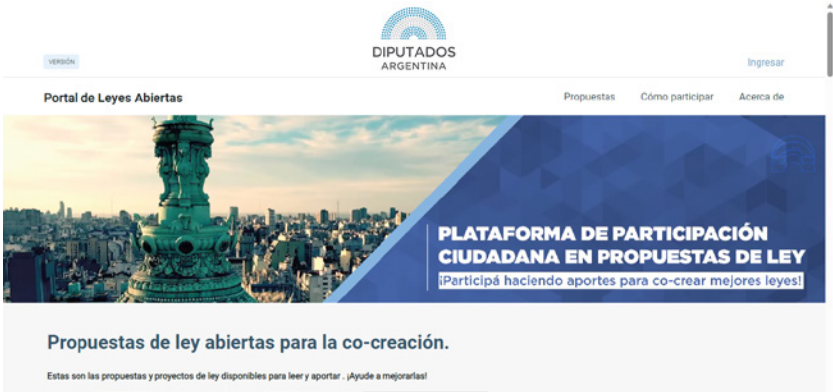 DIPUTADOS
ARGENTINA
VERSIÓN
Ingresar
Portal de Leyes Abiertas
Propuestas
Cómo participar
Acerca de
PLATAFORMA DE PARTICIPACIÓN
CIUDADANA EN PROPUESTAS DE LEY
¡Participá haciendo aportes para co-crear mejores leyes!
Propuestas de ley abiertas para la co-creación.
Estas son las propuestas y proyectos de ley disponibles para leer y aportar . ¡Ayude a mejorarlas!